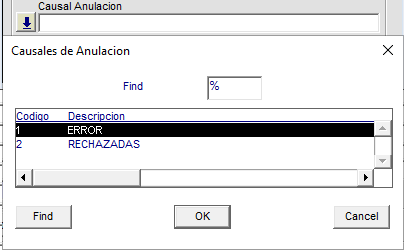 Causal Anulacion
Causales de Anulacion
Find %
Codigo Descripcion
1 ERROR
2 RECHAZADAS
Find OK Cancel